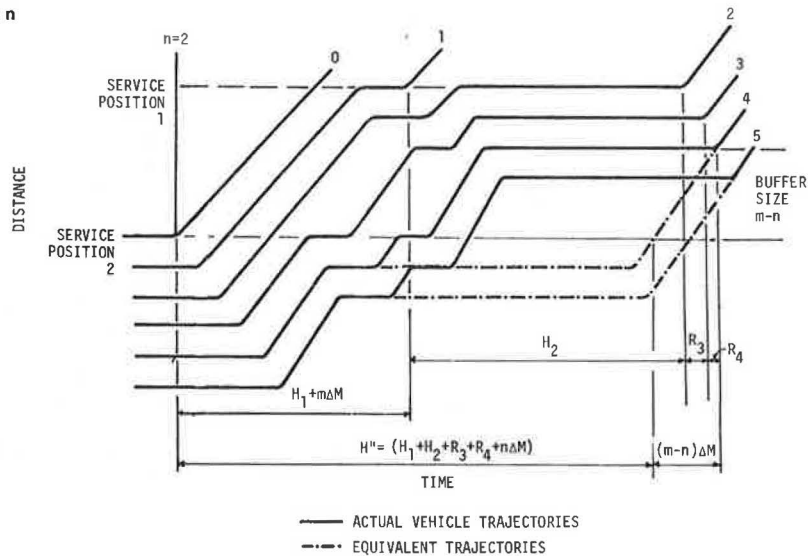 n
n=2
0
1
2
3
4
5
SERVICE
POSITION
1
DISTANCE
BUFFER
SIZE
m-n
SERVICE
POSITION
2
H2
R3
R4
H1+mΔM
H"= (H1+H2+R3+R4+nΔM)
(m-n)ΔM
TIME
ACTUAL VEHICLE TRAJECTORIES
EQUIVALENT TRAJECTORIES